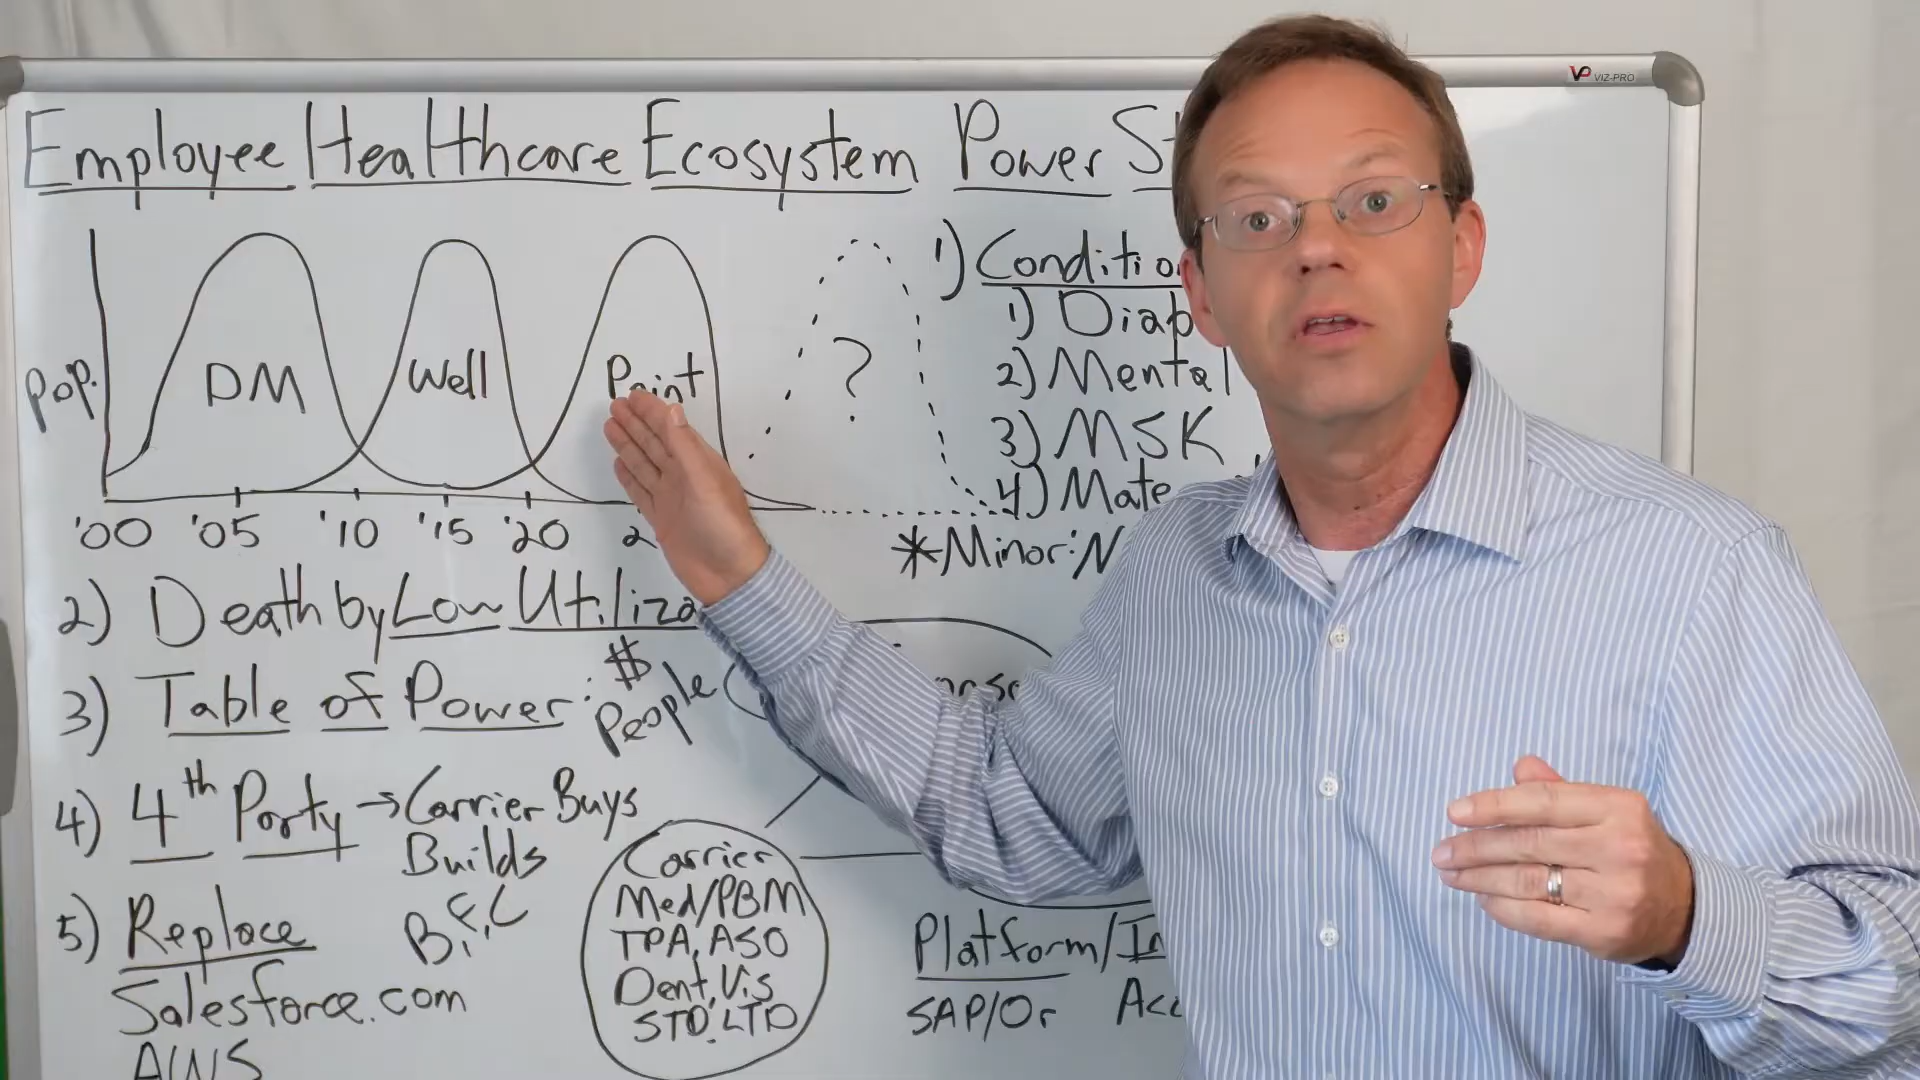 VP VIZ-PRO
Employee Healthcare Ecosystem Power St
pop.
DM
Well
Point
?
'00 '05 '10 '15 '20 2
1) Conditio
1) Diab
2) Mental
3) MSK
4) Mate
*Minor: N
2) Death by Low Utiliza
3) Table of Power: $
People
4) 4th Party → Carrier Buys
Builds
5) Replace
B, F, C
Salesforce.com
AWS
Carrier
Med/PBM
TPA, ASO
Dent, Vis
STD, LTD
Platform/In
SAP/Or Acc